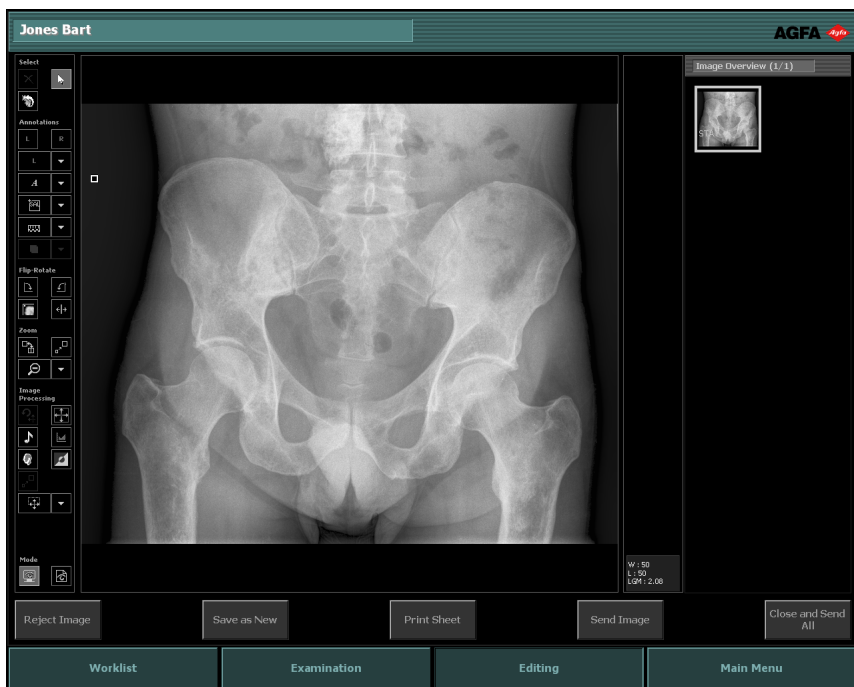 Jones Bart
AGFA
Agfa
Select
Annotations
L R
L
A
Flip-Rotate
Zoom
Image
Processing
Mode
Image Overview (1/1)
W : 50
L : 50
LGM : 2.08
Reject Image
Save as New
Print Sheet
Send Image
Close and Send
All
Worklist
Examination
Editing
Main Menu